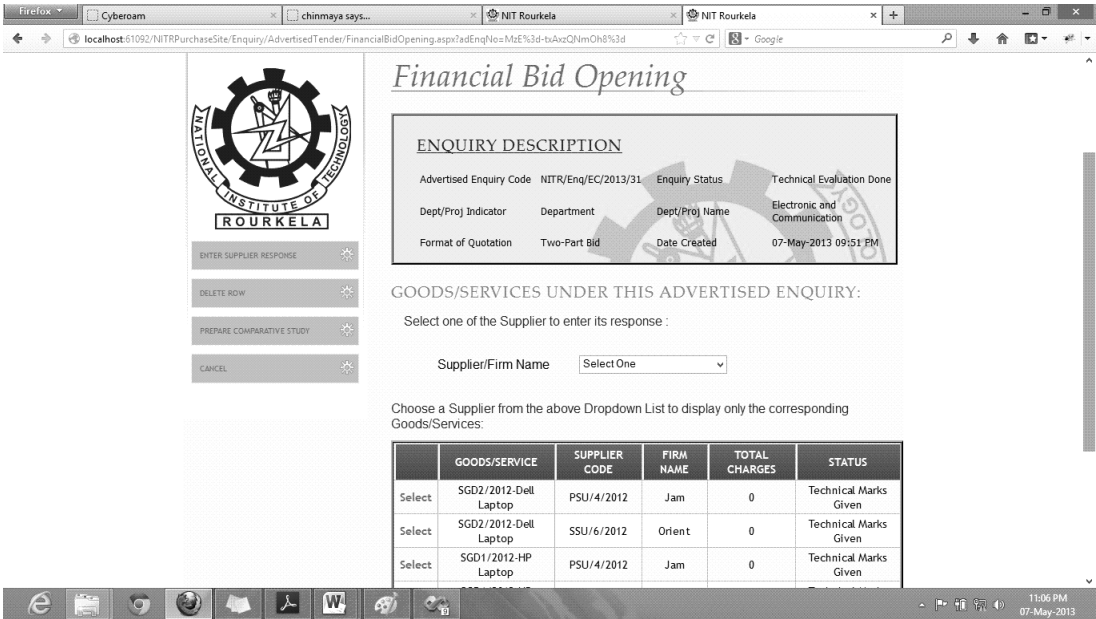 Firefox
Cyberoam
chinmaya says...
NIT Rourkela
NIT Rourkela
localhost:61092/NITRPurchaseSite/Enquiry/AdvertisedTender/FinancialBidOpening.aspx?adEnqNo=MzE%3d-txAxzQNmOh8%3d
Google
NATIONAL INSTITUTE OF TECHNOLOGY
ROURKELA
ENTER SUPPLIER RESPONSE
DELETE ROW
PREPARE COMPARATIVE STUDY
CANCEL
Financial Bid Opening
ENQUIRY DESCRIPTION
Advertised Enquiry Code NITR/Enq/EC/2013/31 Enquiry Status Technical Evaluation Done
Dept/Proj Indicator Department Dept/Proj Name Electronic and
Communication
Format of Quotation Two-Part Bid Date Created 07-May-2013 09:51 PM
GOODS/SERVICES UNDER THIS ADVERTISED ENQUIRY:
Select one of the Supplier to enter its response :
Supplier/Firm Name Select One
Choose a Supplier from the above Dropdown List to display only the corresponding
Goods/Services:
GOODS/SERVICE SUPPLIER CODE FIRM NAME TOTAL CHARGES STATUS
Select SGD2/2012-Dell Laptop PSU/4/2012 Jam 0 Technical Marks Given
Select SGD2/2012-Dell Laptop SSU/6/2012 Orient 0 Technical Marks Given
Select SGD1/2012-HP Laptop PSU/4/2012 Jam 0 Technical Marks Given
11:06 PM
07-May-2013